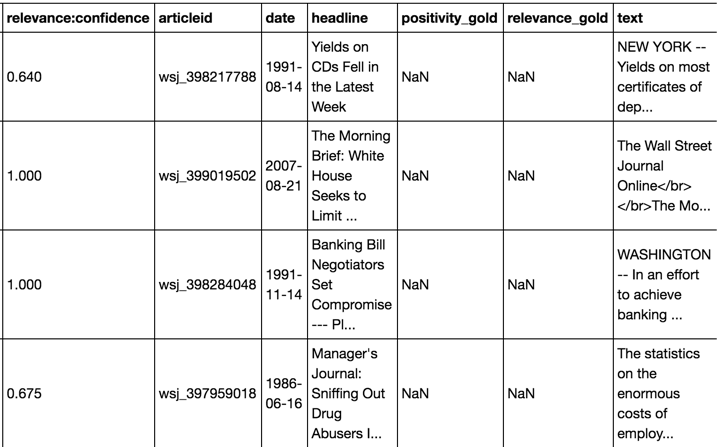 relevance:confidence articleid date headline positivity_gold relevance_gold text
0.640 wsj_398217788 1991-08-14 Yields on CDs Fell in the Latest Week NaN NaN NEW YORK -- Yields on most certificates of dep...
1.000 wsj_399019502 2007-08-21 The Morning Brief: White House Seeks to Limit ... NaN NaN The Wall Street Journal Online</br></br>The Mo...
1.000 wsj_398284048 1991-11-14 Banking Bill Negotiators Set Compromise --- Pl... NaN NaN WASHINGTON -- In an effort to achieve banking ...
0.675 wsj_397959018 1986-06-16 Manager's Journal: Sniffing Out Drug Abusers I... NaN NaN The statistics on the enormous costs of employ...